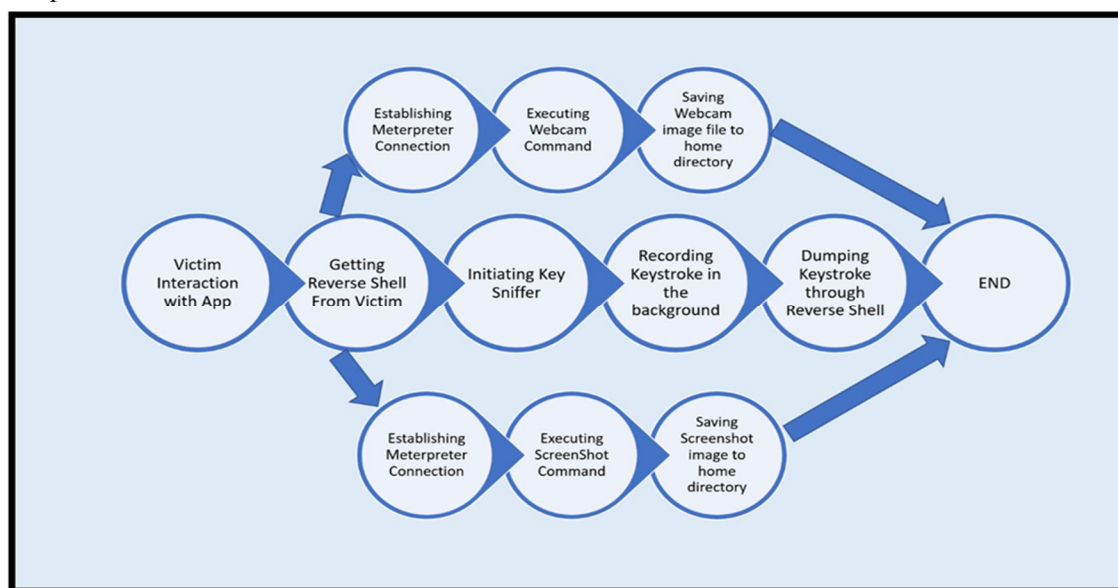 Establishing
Meterpreter
Connection
Executing
Webcam
Command
Saving
Webcam
image file to
home
directory
Victim
Interaction
with App
Getting
Reverse Shell
From Victim
Initiating Key
Sniffer
Recording
Keystroke in
the
background
Dumping
Keystroke
through
Reverse Shell
END
Establishing
Meterpreter
Connection
Executing
ScreenShot
Command
Saving
Screenshot
image to
home
directory